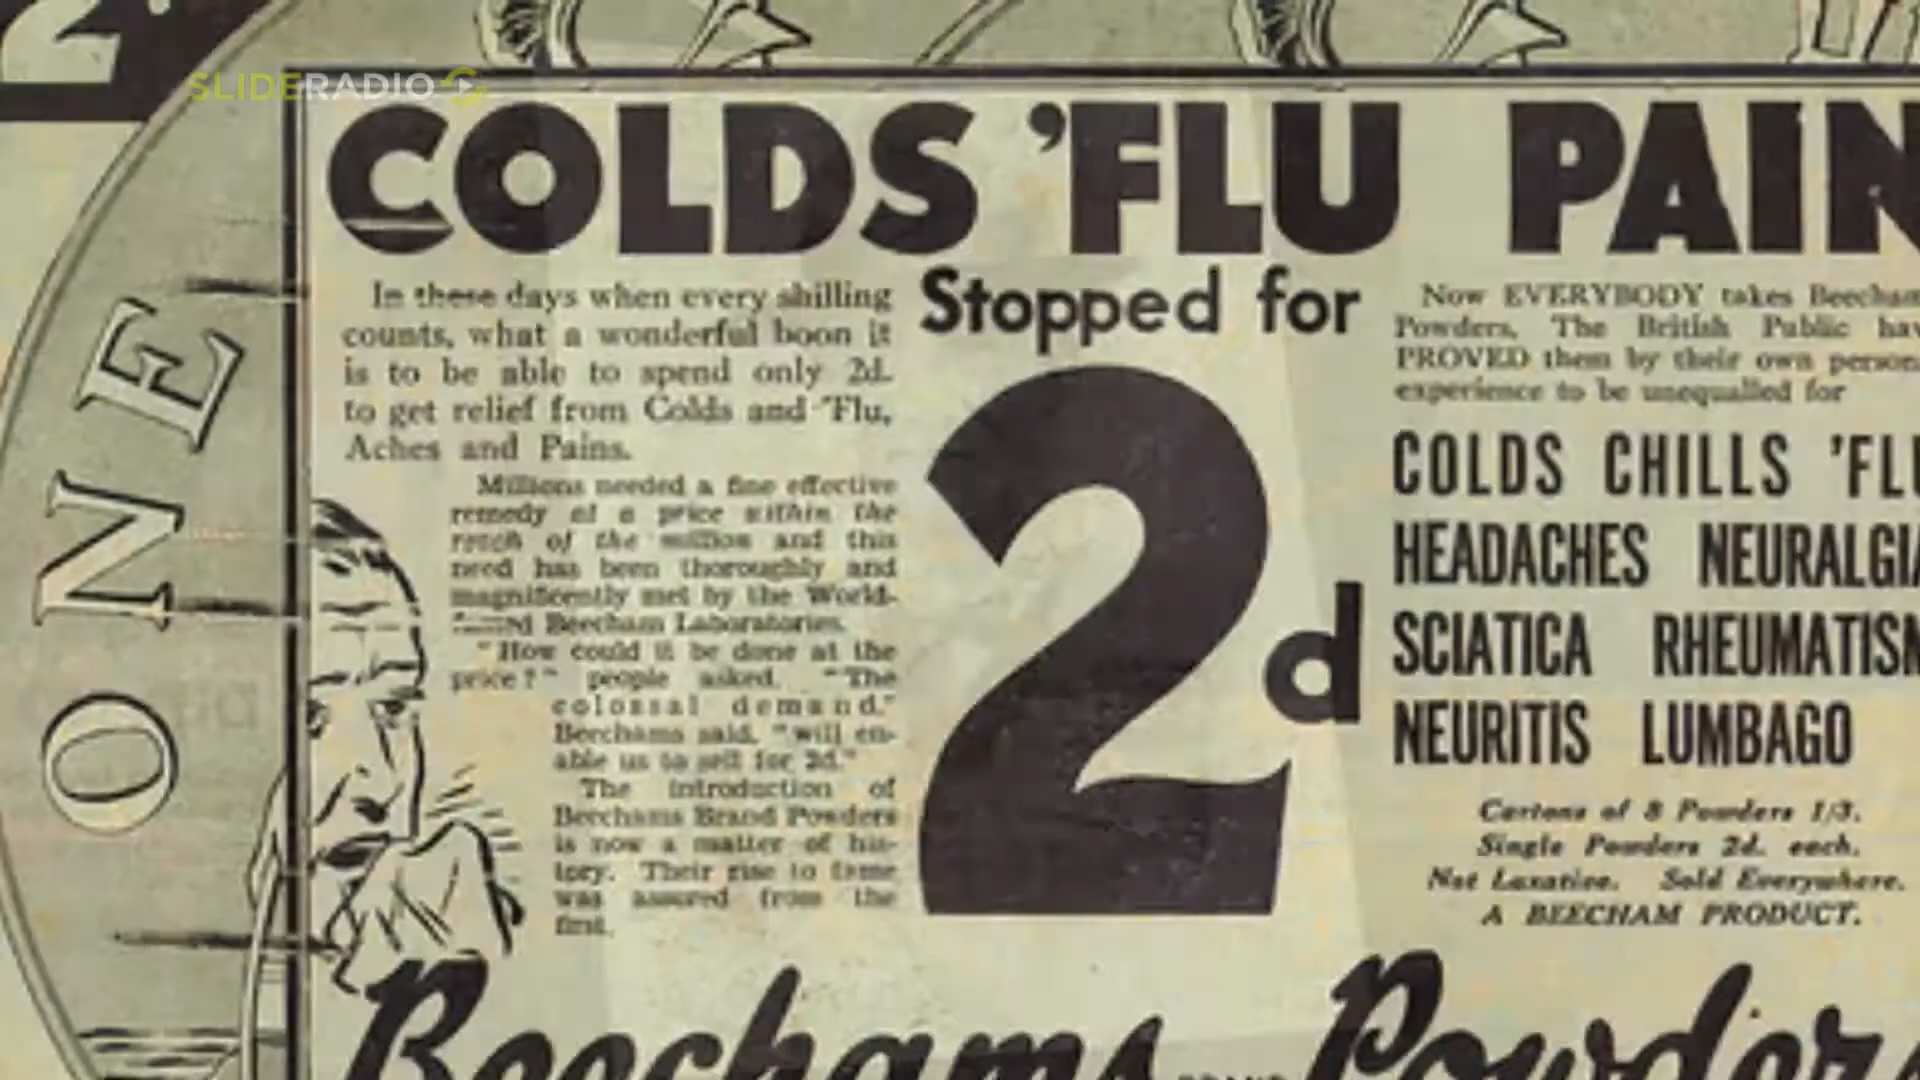 SLIDERADIO
2
COLDS 'FLU PAIN
ONE
In these days when every shilling
counts, what a wonderful boon it
is to be able to spend only 2d.
to get relief from Colds and 'Flu,
Aches and Pains.
Millions needed a fine effective
remedy at a price within the
reach of the million and this
need has been thoroughly and
magnificently met by the World-
Beecham Laboratories.
"How could it be done at the
price?" people asked. "The
colossal demand,"
Beechams said, "will en-
able us to sell for 2d."
The introduction of
Beechams Brand Powders
is now a matter of his-
tory. Their rise to fame
was assured from the
first.
Stopped for
2d
Now EVERYBODY takes Beecham
Powders. The British Public hav
PROVED them by their own person
experience to be unequalled for
COLDS CHILLS 'FLU
HEADACHES NEURALGIA
SCIATICA RHEUMATISM
NEURITIS LUMBAGO
Cartons of 8 Powders 1/3.
Single Powders 2d. each.
Not Laxative. Sold Everywhere.
A BEECHAM PRODUCT.
Beechams Powders